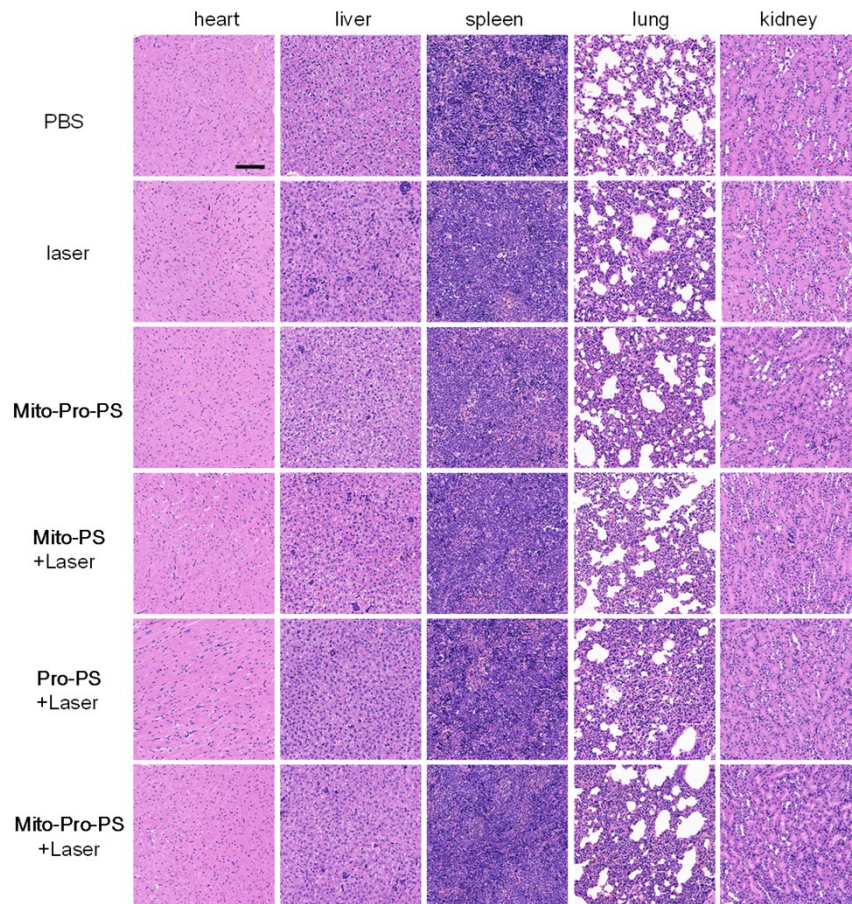 heart liver spleen lung kidney
PBS
laser
Mito-Pro-PS
Mito-PS
+Laser
Pro-PS
+Laser
Mito-Pro-PS
+Laser